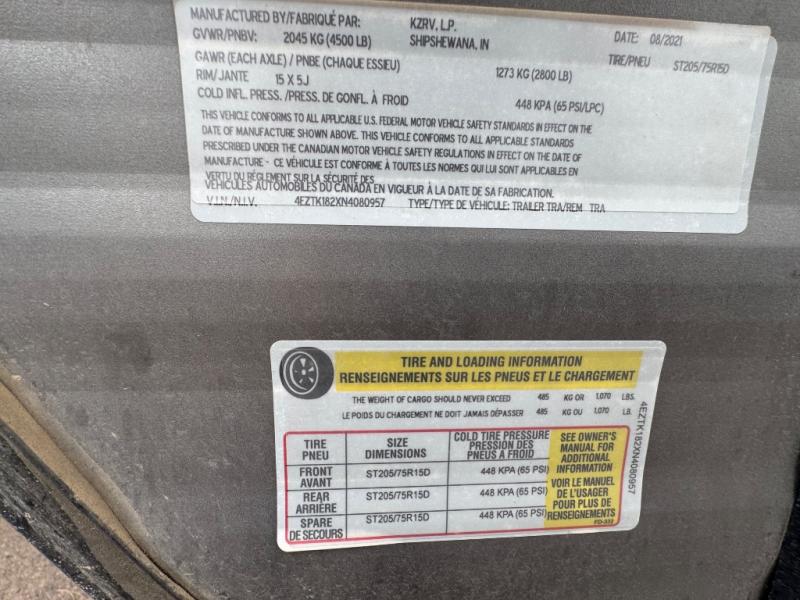 MANUFACTURED BY/FABRIQUÉ PAR: KZRV, L.P.
GVWR/PNBV: 2045 KG (4500 LB) SHIPSHEWANA, IN DATE: 08/2021
GAWR (EACH AXLE) / PNBE (CHAQUE ESSIEU) 1273 KG (2800 LB) TIRE/PNEU ST205/75R15D
RIM/JANTE 15 X 5J
COLD INFL. PRESS. /PRESS. DE GONFL. À FROID 448 KPA (65 PSI/LPC)
THIS VEHICLE CONFORMS TO ALL APPLICABLE U.S. FEDERAL MOTOR VEHICLE SAFETY STANDARDS IN EFFECT ON THE
DATE OF MANUFACTURE SHOWN ABOVE. THIS VEHICLE CONFORMS TO ALL APPLICABLE STANDARDS
PRESCRIBED UNDER THE CANADIAN MOTOR VEHICLE SAFETY REGULATIONS IN EFFECT ON THE DATE OF
MANUFACTURE - CE VÉHICULE EST CONFORME À TOUTES LES NORMES QUI LUI SONT APPLICABLES EN
VERTU DU RÈGLEMENT SUR LA SÉCURITÉ DES
VÉHICULES AUTOMOBILES DU CANADA EN VIGUEUR À LA DATE DE SA FABRICATION.
V.I.N./N.I.V. 4EZTK182XN4080957 TYPE/TYPE DE VÉHICULE: TRAILER TRA/REM TRA
TIRE AND LOADING INFORMATION
RENSEIGNEMENTS SUR LES PNEUS ET LE CHARGEMENT
THE WEIGHT OF CARGO SHOULD NEVER EXCEED 485 KG OR 1,070 LBS.
LE POIDS DU CHARGEMENT NE DOIT JAMAIS DÉPASSER 485 KG OU 1,070 LB.
TIRE
PNEU
SIZE
DIMENSIONS
COLD TIRE PRESSURE
PRESSION DES
PNEUS A FROID
FRONT
AVANT
ST205/75R15D
448 KPA (65 PSI)
REAR
ARRIÈRE
ST205/75R15D
448 KPA (65 PSI)
SPARE
DE SECOURS
ST205/75R15D
448 KPA (65 PSI)
SEE OWNER'S
MANUAL FOR
ADDITIONAL
INFORMATION
VOIR LE MANUEL
DE L'USAGER
POUR PLUS DE
RENSEIGNEMENTS
FD-332
4EZTK182XN4080957